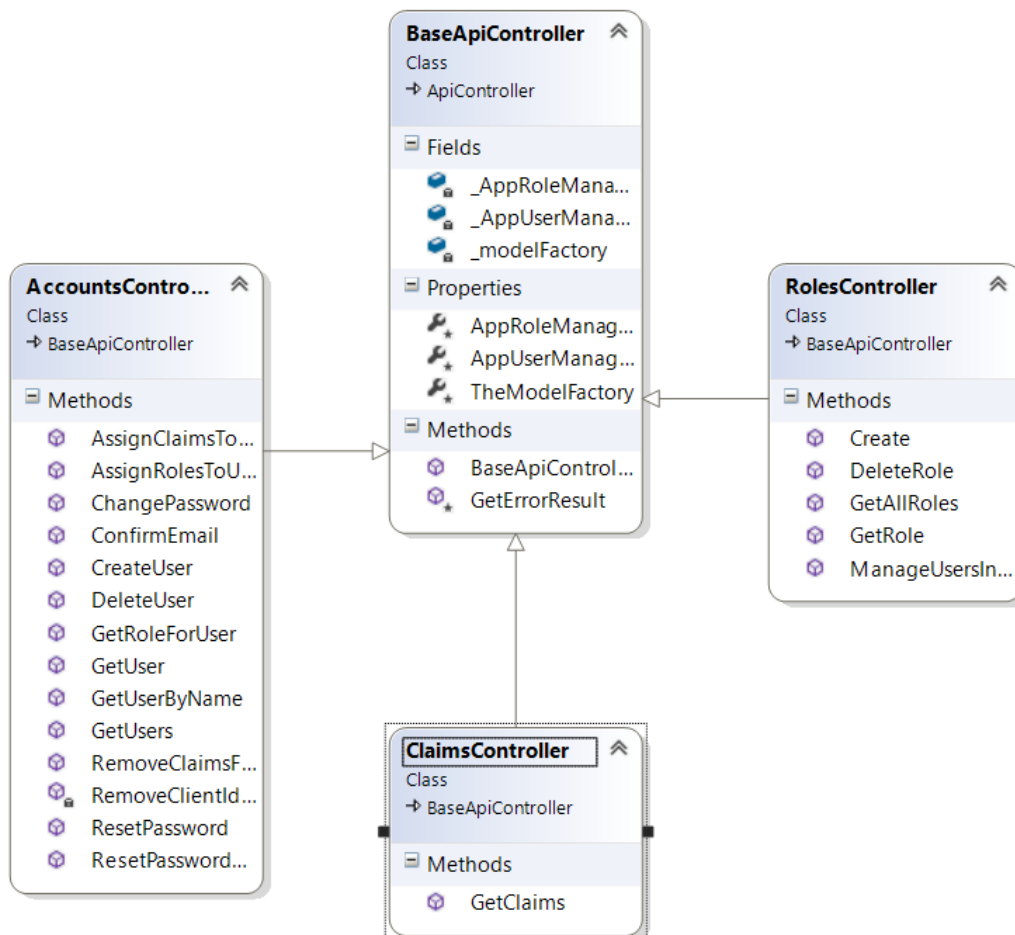 BaseApiController
Class
ApiController
Fields
_AppRoleMana...
_AppUserMana...
_modelFactory
Properties
AppRoleManag...
AppUserManag...
TheModelFactory
Methods
BaseApiControl...
GetErrorResult
AccountsContro...
Class
BaseApiController
Methods
AssignClaimsTo...
AssignRolesToU...
ChangePassword
ConfirmEmail
CreateUser
DeleteUser
GetRoleForUser
GetUser
GetUserByName
GetUsers
RemoveClaimsF...
RemoveClientId...
ResetPassword
ResetPassword...
RolesController
Class
BaseApiController
Methods
Create
DeleteRole
GetAllRoles
GetRole
ManageUsersIn...
ClaimsController
Class
BaseApiController
Methods
GetClaims